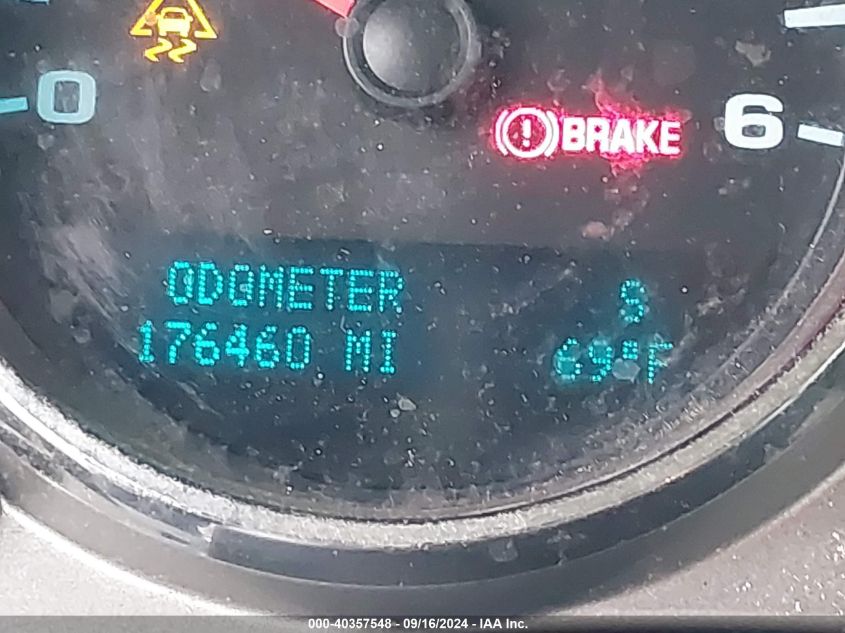 0
BRAKE
6
ODOMETER S
176460 MI 69°F
000-40357548 - 09/16/2024 - IAA Inc.